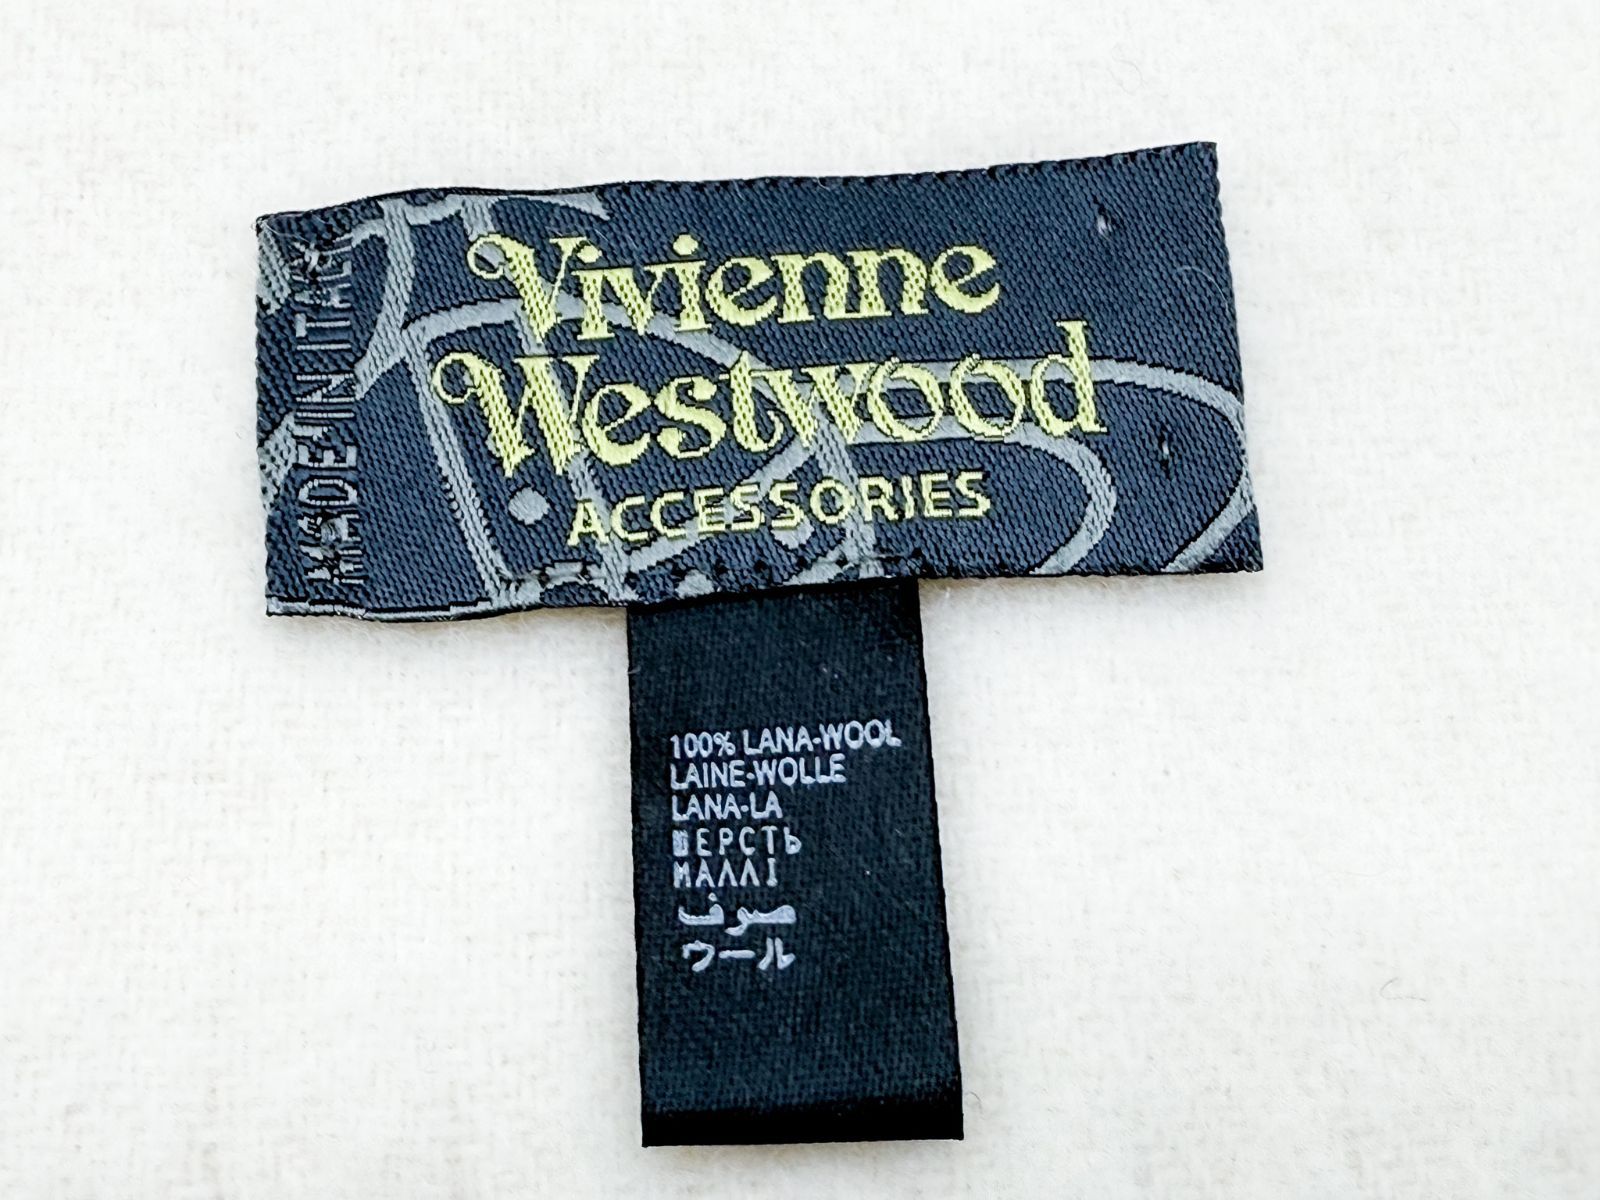 Vivienne
Westwood
ACCESSORIES
MADE IN ITALY
100% LANA-WOOL
LAINE-WOLLE
LANA-LA
ШЕРСТЬ
ΜΑΛΛΙ
صوف
ウール